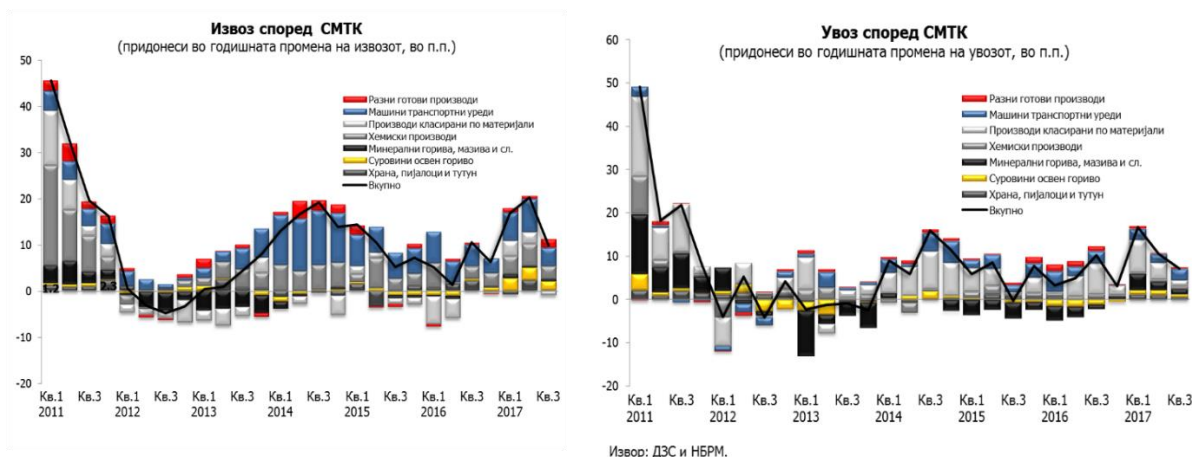 Извоз според СМТК
(придонеси во годишната промена на извозот, во п.п.)
50
40
30
20
10
0
-10
-20
Разни готови производи
Машини транспортни уреди
Производи класирани по материјали
Хемиски производи
Минерални горива, мазива и сл.
Суровини освен гориво
Храна, пијалоци и тутун
Вкупно
1.2
2.3
Кв.1 Кв.3 Кв.1 Кв.3 Кв.1 Кв.3 Кв.1 Кв.3 Кв.1 Кв.3 Кв.1 Кв.3 Кв.1 Кв.3
2011 2012 2013 2014 2015 2016 2017
Увоз според СМТК
(придонеси во годишната промена на увозот, во п.п.)
60
50
40
30
20
10
0
-10
-20
Разни готови производи
Машини транспортни уреди
Производи класирани по материјали
Хемиски производи
Минерални горива, мазива и сл.
Суровини освен гориво
Храна, пијалоци и тутун
Вкупно
Кв.1 Кв.3 Кв.1 Кв.3 Кв.1 Кв.3 Кв.1 Кв.3 Кв.1 Кв.3 Кв.1 Кв.3 Кв.1 Кв.3
2011 2012 2013 2014 2015 2016 2017
Извор: ДЗС и НБРМ.